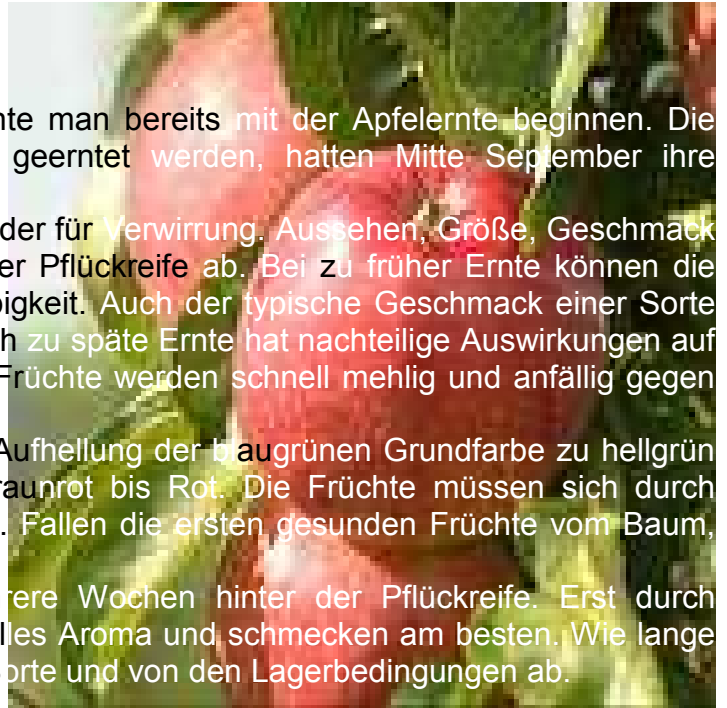 nte man bereits mit der Apfelernte beginnen. Die
geerntet werden, hatten Mitte September ihre
der für Verwirrung. Aussehen, Größe, Geschmack
er Pflückreife ab. Bei zu früher Ernte können die
bigkeit. Auch der typische Geschmack einer Sorte
h zu späte Ernte hat nachteilige Auswirkungen auf
Früchte werden schnell mehlig und anfällig gegen
Aufhellung der blaugrünen Grundfarbe zu hellgrün
raunrot bis Rot. Die Früchte müssen sich durch
. Fallen die ersten gesunden Früchte vom Baum,
rere Wochen hinter der Pflückreife. Erst durch
lles Aroma und schmecken am besten. Wie lange
Sorte und von den Lagerbedingungen ab.